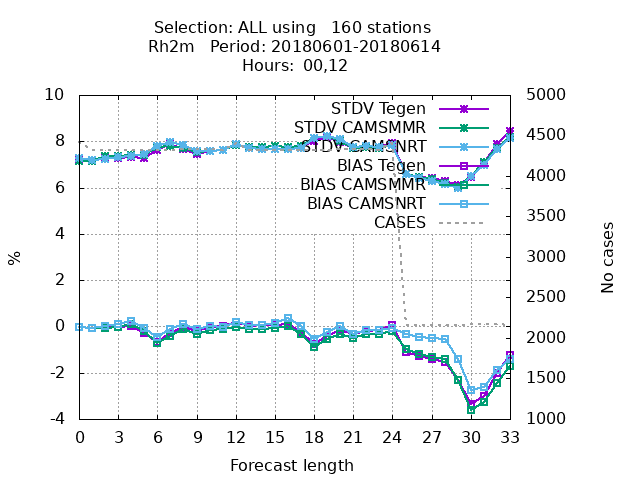 Selection: ALL using   160 stations
Rh2m   Period: 20180601-20180614
Hours:  00,12
10
8
6
4
2
0
-2
-4
%
5000
4500
4000
3500
3000
2500
2000
1500
1000
No cases
STDV Tegen
STDV CAMSMMR
STDV CAMSNRT
BIAS Tegen
BIAS CAMSMMR
BIAS CAMSNRT
CASES
0 3 6 9 12 15 18 21 24 27 30 33
Forecast length